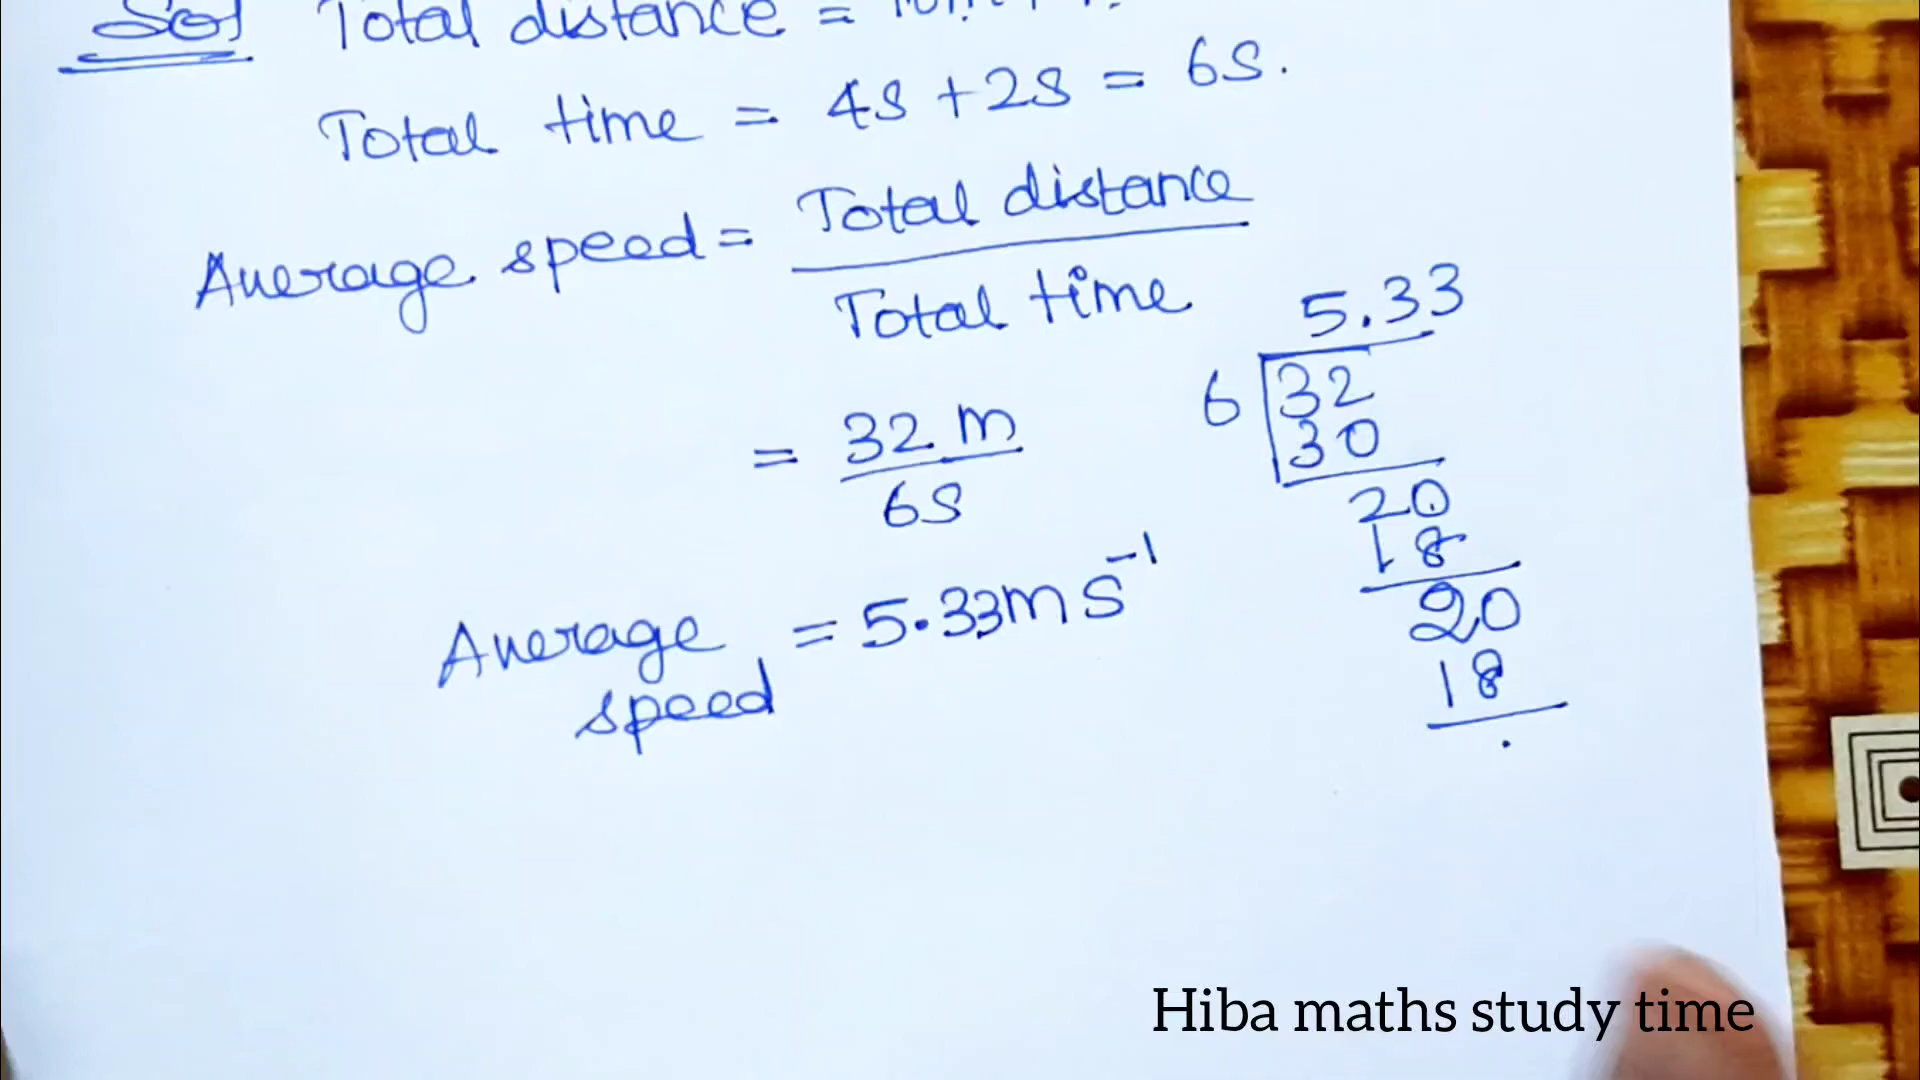 Sol Total distance =
Total time = 4s + 2s = 6s.
Average speed = Total distance
Total time
= 32 m
6s
Average = 5.33 m s⁻¹
speed
5.33
6 32
30
20
18
20
18
.
Hiba maths study time